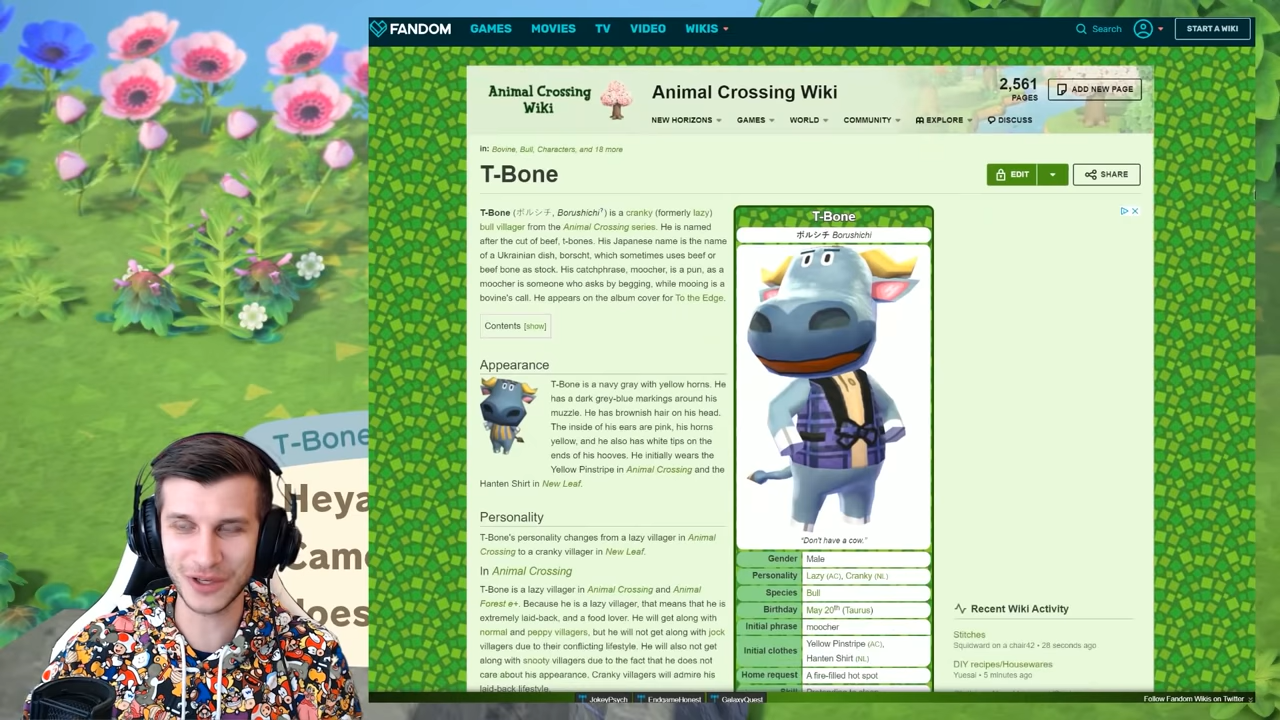 FANDOM GAMES MOVIES TV VIDEO WIKIS Search START A WIKI
Animal Crossing Wiki
Animal Crossing Wiki
2,561 PAGES
ADD NEW PAGE
NEW HORIZONS GAMES WORLD COMMUNITY EXPLORE DISCUSS
in: Bovine, Bull, Characters, and 18 more
T-Bone
EDIT SHARE
T-Bone (ボルシチ, Borushichi?) is a cranky (formerly lazy)
bull villager from the Animal Crossing series. He is named
after the cut of beef, t-bones. His Japanese name is the name
of a Ukrainian dish, borscht, which sometimes uses beef or
beef bone as stock. His catchphrase, moocher, is a pun, as a
moocher is someone who asks by begging, while mooing is a
bovine's call. He appears on the album cover for To the Edge.
Contents [show]
Appearance
T-Bone is a navy gray with yellow horns. He
has a dark grey-blue markings around his
muzzle. He has brownish hair on his head.
The inside of his ears are pink, his horns
yellow, and he also has white tips on the
ends of his hooves. He initially wears the
Yellow Pinstripe in Animal Crossing and the
Hanten Shirt in New Leaf.
Personality
T-Bone's personality changes from a lazy villager in Animal
Crossing to a cranky villager in New Leaf.
In Animal Crossing
T-Bone is a lazy villager in Animal Crossing and Animal
Forest e+. Because he is a lazy villager, that means that he is
extremely laid-back, and a food lover. He will get along with
normal and peppy villagers, but he will not get along with jock
villagers due to their conflicting lifestyle. He will also not
get along with snooty villagers due to the fact that he does not
care about his appearance. Cranky villagers will admire his
laid-back lifestyle.
T-Bone
ボルシチ Borushichi
"Don't have a cow."
Gender Male
Personality Lazy (AC), Cranky (NL)
Species Bull
Birthday May 20th (Taurus)
Initial phrase moocher
Initial clothes Yellow Pinstripe (AC),
Hanten Shirt (NL)
Home request A fire-filled hot spot
Skill Pretending to sleep
Recent Wiki Activity
Stitches
Squidward on a chair42 • 28 seconds ago
DIY recipes/Housewares
Yuesai • 5 minutes ago
JokeyPsych EndgameHonest GalaxyQuest
Follow Fandom Wikis on Twitter
T-Bone
Heya
Came
does